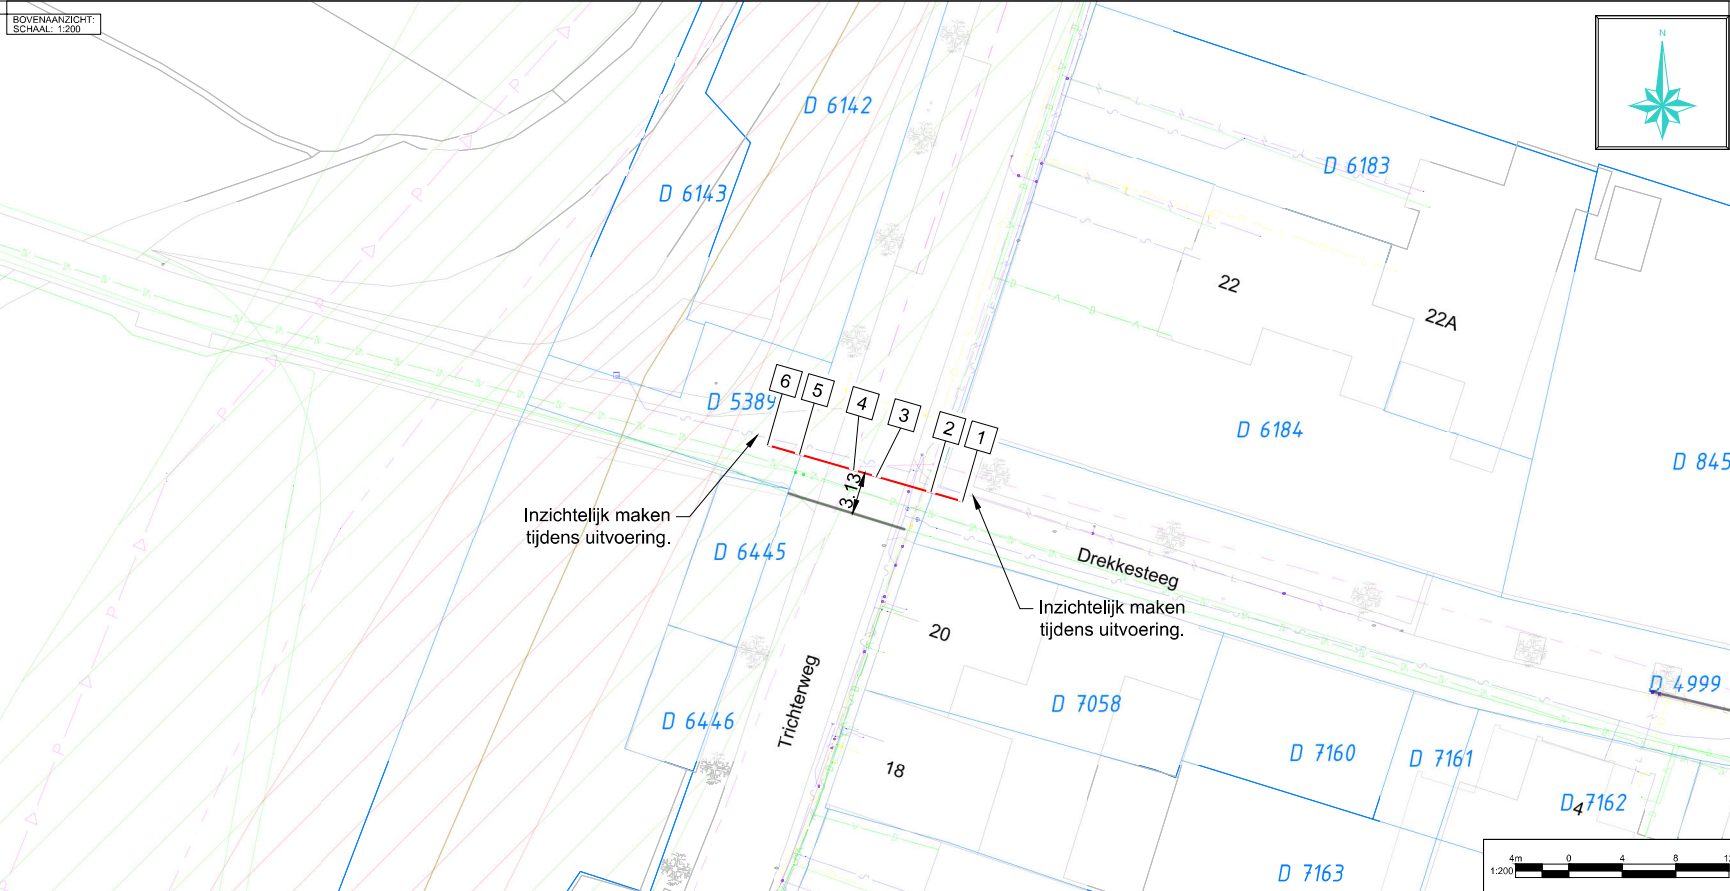 BOVENAANZICHT:
SCHAAL: 1:200
N
D 6142
D 6183
D 6143
22
22A
D 5389
6
5
4
3
2
1
D 6184
D 845
3.13
Inzichtelijk maken
tijdens uitvoering.
D 6445
Drekkesteeg
Inzichtelijk maken
tijdens uitvoering.
20
Trichterweg
D 4999
D 7058
D 6446
D 7160
D 7161
18
D 7162
4
D 7163
4m 0 4 8
1:200